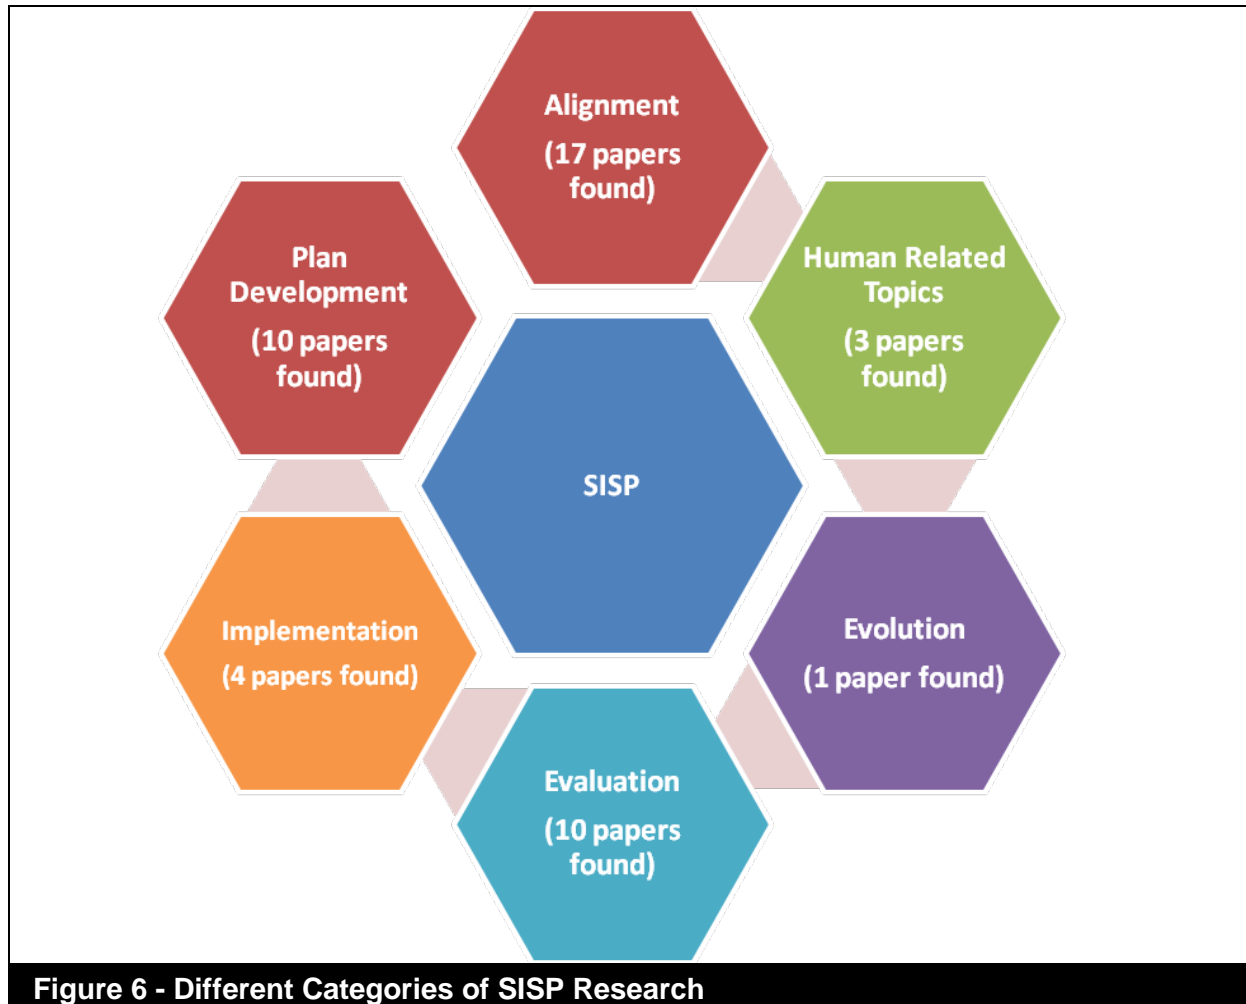 Alignment
(17 papers
found)
Plan
Development
(10 papers
found)
Human Related
Topics
(3 papers
found)
SISP
Implementation
(4 papers found)
Evolution
(1 paper found)
Evaluation
(10 papers
found)
Figure 6 - Different Categories of SISP Research